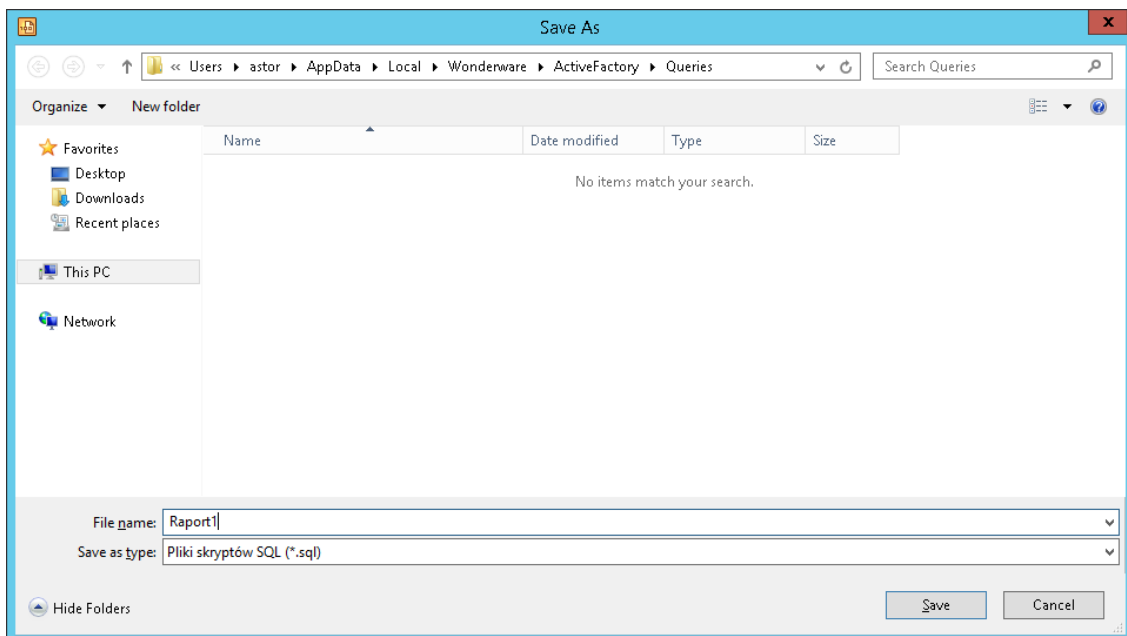 Save As
« Users ▸ astor ▸ AppData ▸ Local ▸ Wonderware ▸ ActiveFactory ▸ Queries
Search Queries
Organize
New folder
Name
Date modified
Type
Size
Favorites
Desktop
Downloads
Recent places
This PC
Network
No items match your search.
File name: Raport1
Save as type: Pliki skryptów SQL (*.sql)
Hide Folders
Save
Cancel